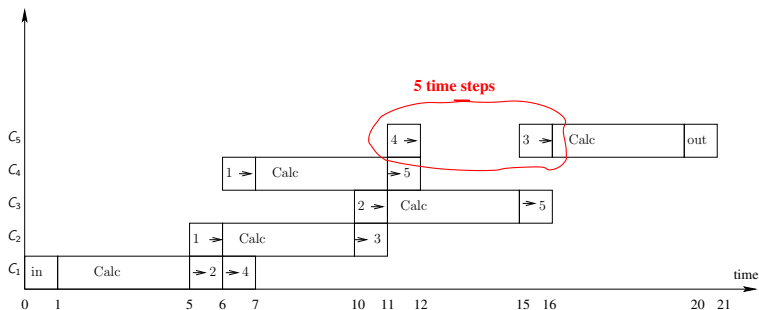 5 time steps
C5 4 3 Calc out
C4 1 Calc 5
C3 2 Calc 5
C2 1 Calc 3
C1 in Calc 2 4
time
0 1 5 6 7 10 11 12 15 16 20 21